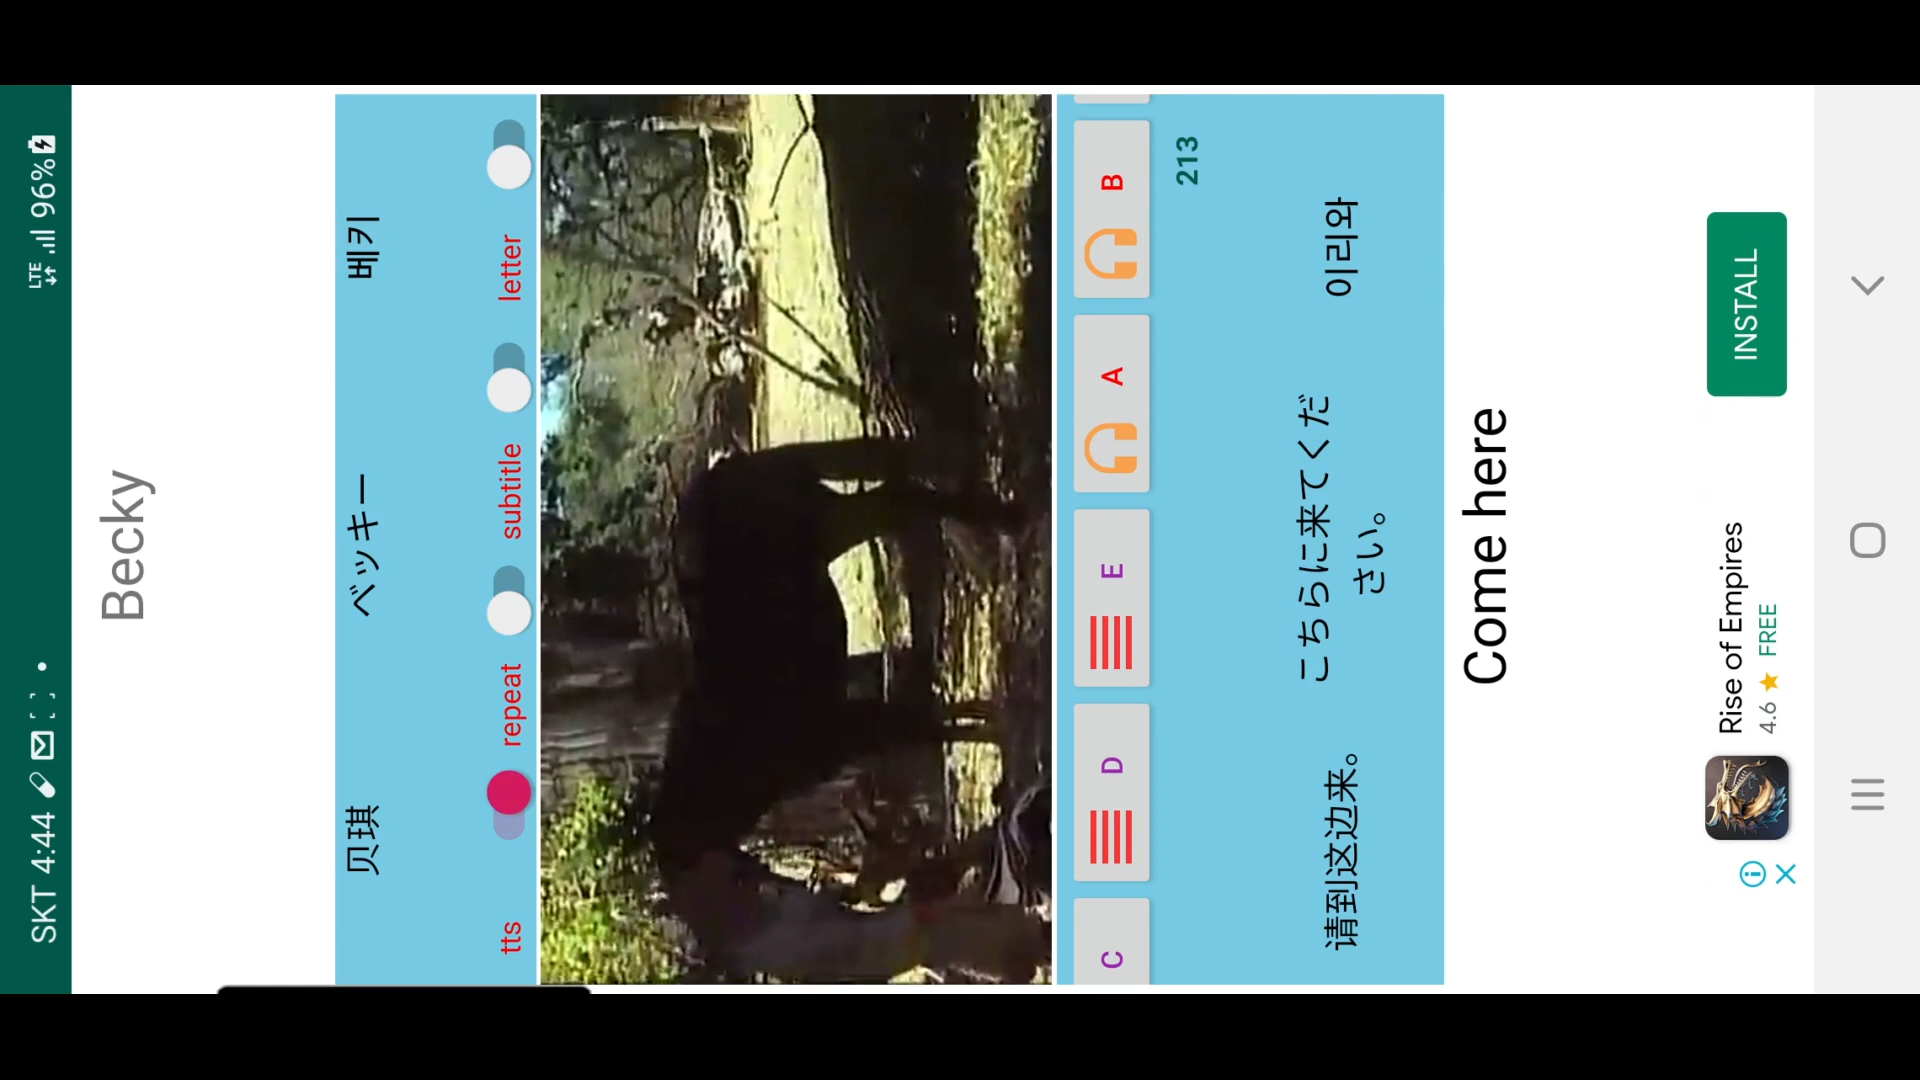 SKT 4:44
LTE 96%
Becky
贝琪 ベッキー 베키
tts repeat subtitle letter
C D E A B
213
请到这边来。 こちらに来てくだ 이리와
さい。
Come here
Rise of Empires
4.6 ★ FREE
INSTALL